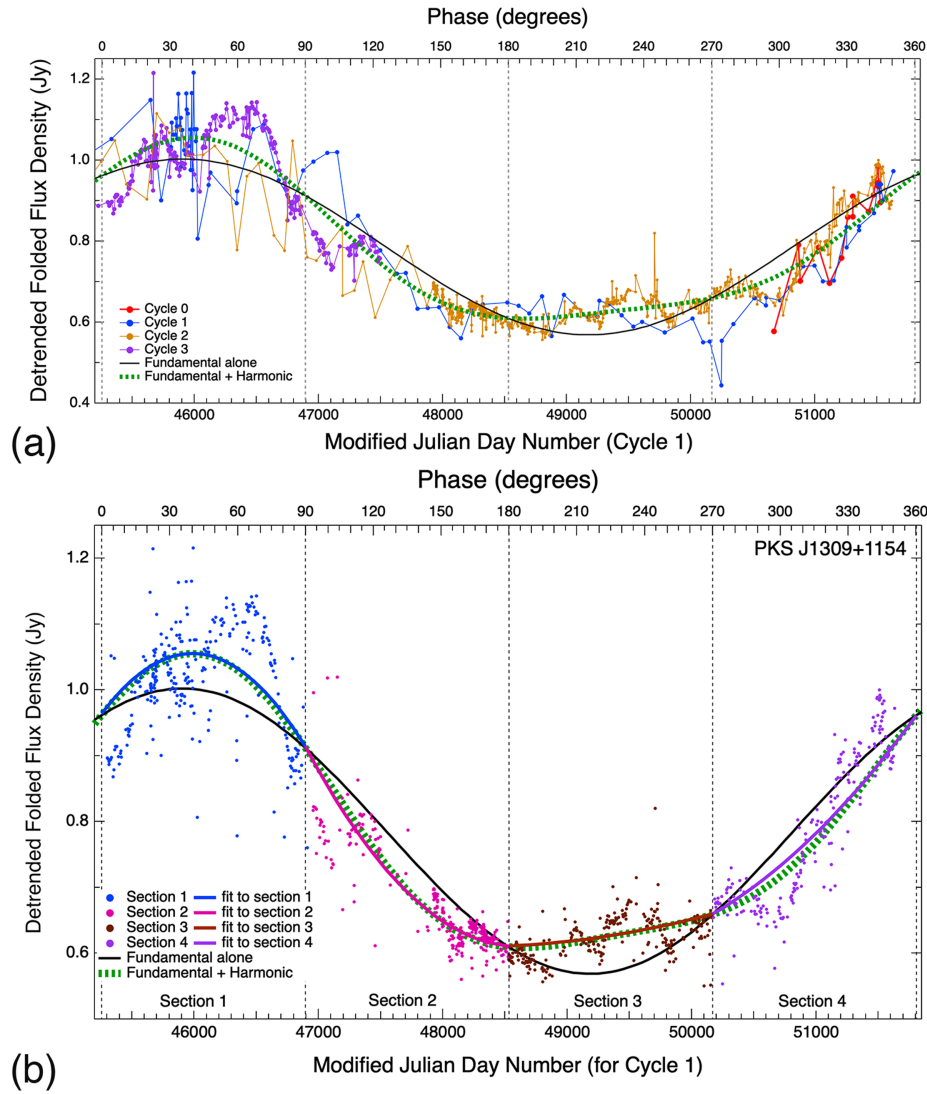 Phase (degrees)
0 30 60 90 120 150 180 210 240 270 300 330 360
Detrended Folded Flux Density (Jy)
1.2
1.0
0.8
0.6
0.4
Cycle 0
Cycle 1
Cycle 2
Cycle 3
Fundamental alone
Fundamental + Harmonic
46000 47000 48000 49000 50000 51000
Modified Julian Day Number (Cycle 1)
(a)
Phase (degrees)
0 30 60 90 120 150 180 210 240 270 300 330 360
PKS J1309+1154
Detrended Folded Flux Density (Jy)
1.2
1.0
0.8
0.6
Section 1 fit to section 1
Section 2 fit to section 2
Section 3 fit to section 3
Section 4 fit to section 4
Fundamental alone
Fundamental + Harmonic
Section 1 Section 2 Section 3 Section 4
46000 47000 48000 49000 50000 51000
Modified Julian Day Number (for Cycle 1)
(b)